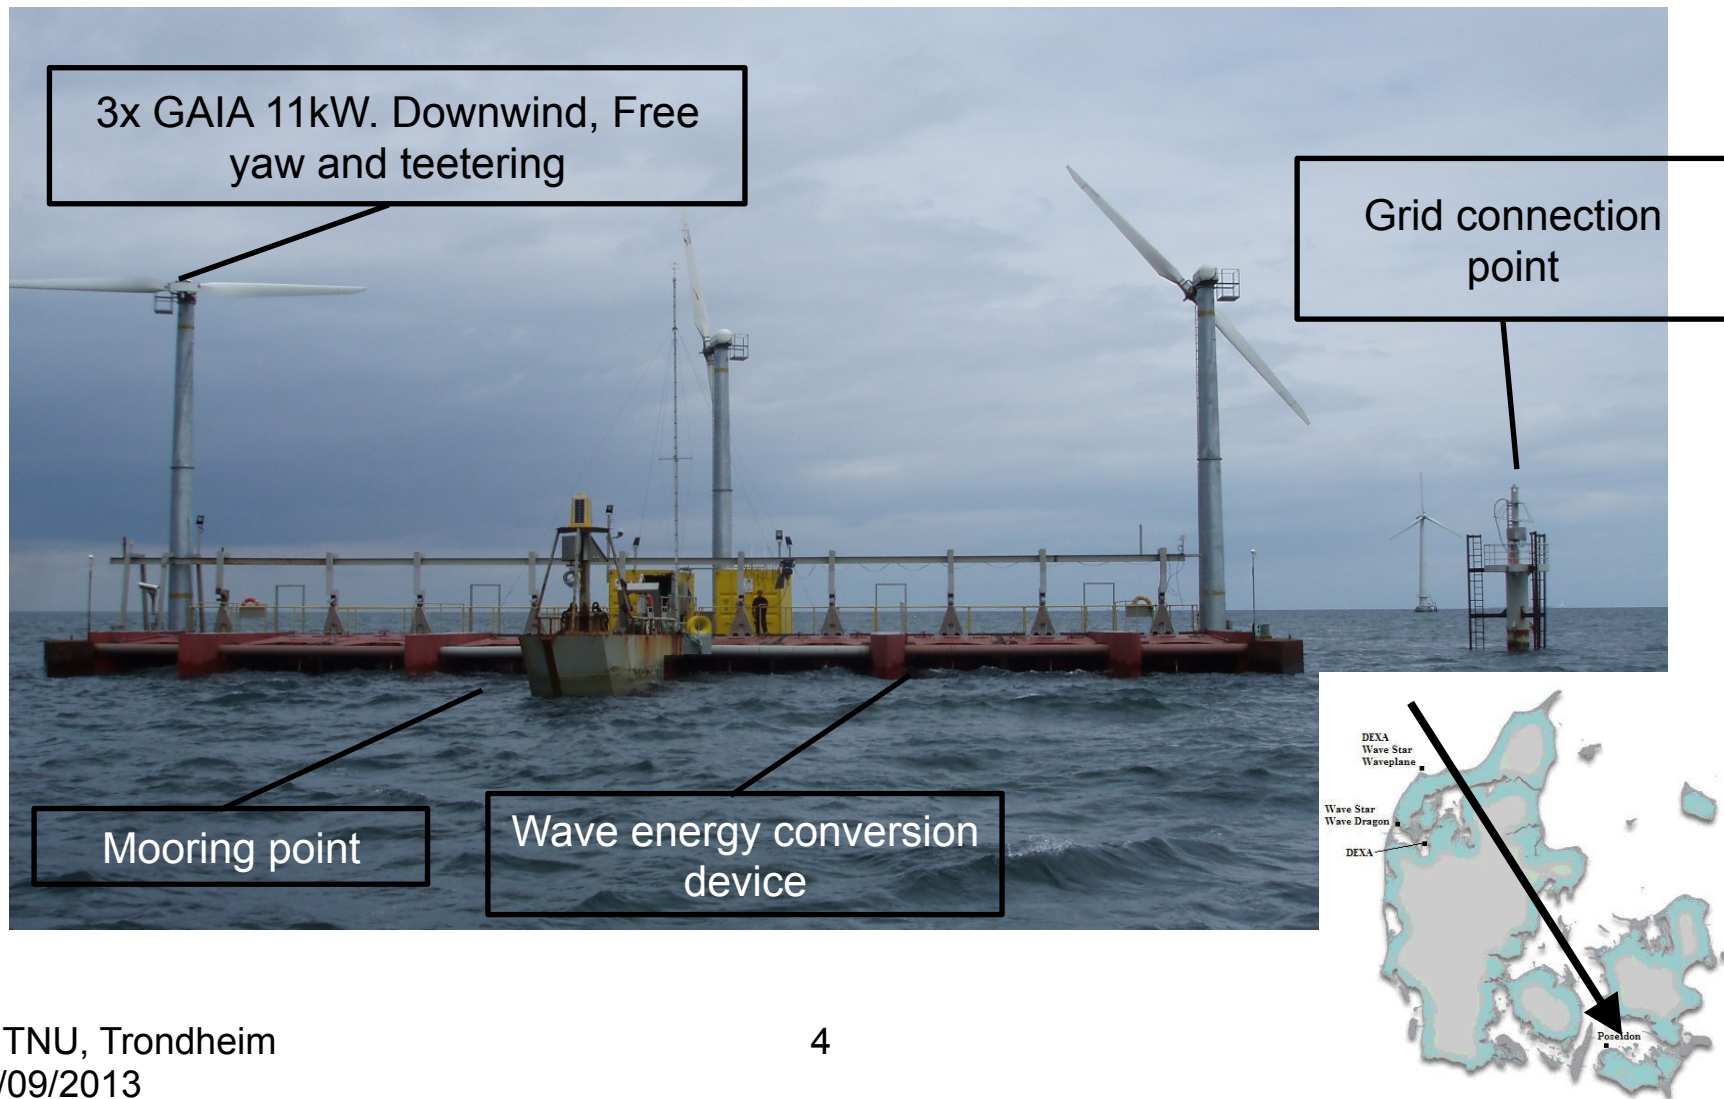 3x GAIA 11kW. Downwind, Free
yaw and teetering
Grid connection
point
Mooring point
Wave energy conversion
device
DEXA
Wave Star
Waveplane
Wave Star
Wave Dragon
DEXA
Poseidon
TNU, Trondheim
4
/09/2013